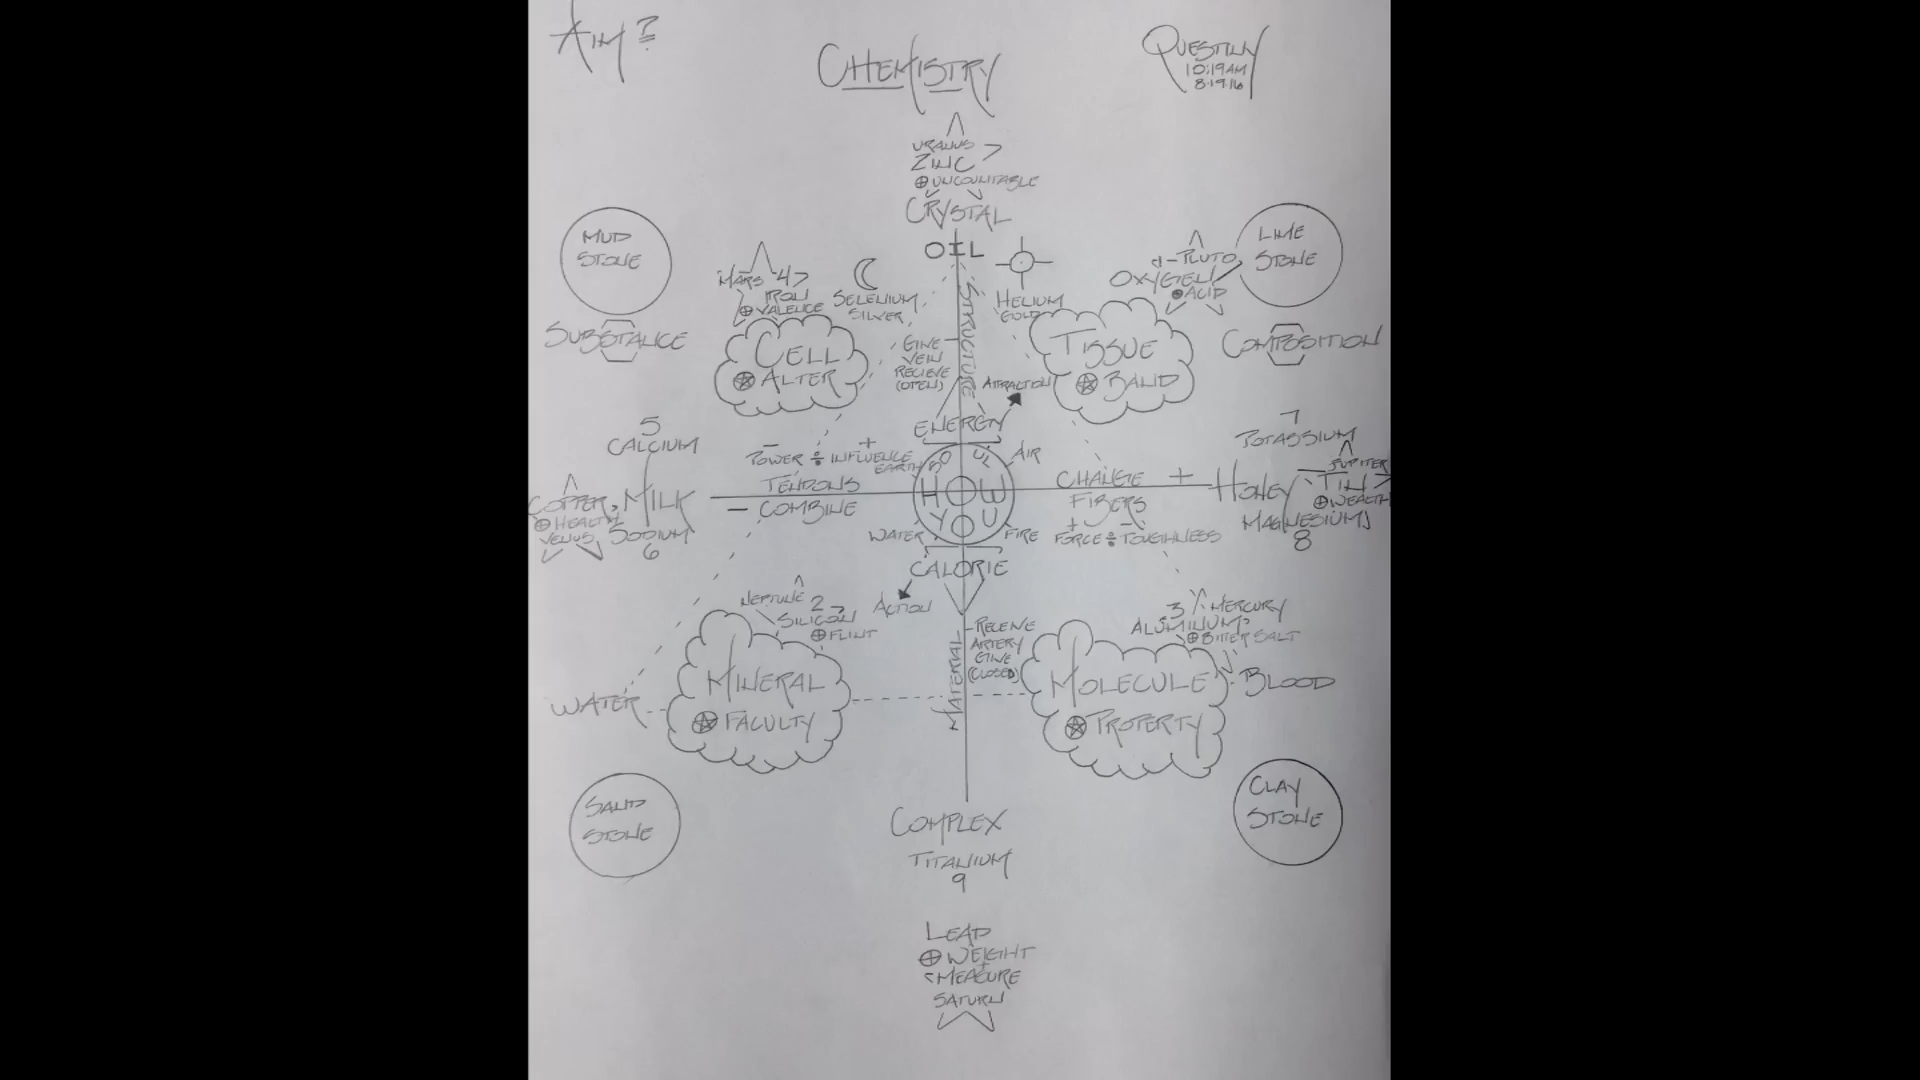 AIM?
CHEMISTRY
QUESTINY
10:19AM
8·19·16
URANUS
ZINC
⊕ UNCOUNTABLE
CRYSTAL
OIL
MUD
STONE
SUBSTANCE
MARS 4
IRON
⊕ VALENCE
CELL
ALTER
SELENIUM
SILVER
HELIUM
GOLD
1-PLUTO
OXYGEN
ACID
TISSUE
BAND
LIME
STONE
COMPOSITION
STRUCTURE
GIVE
VEIN
RECIEVE
(OPEN)
ATTRACTION
ENERGY
5
CALCIUM
COPPER
⊕ HEALTH
VENUS
MILK
SODIUM
6
- +
POWER ÷ INFLUENCE
TENDONS
- COMBINE
EARTH
AIR
WATER
FIRE
HOW
YOU
CHANGE +
FIBERS
+ -
FORCE ÷ TOUGHNESS
7
POTASSIUM
HONEY
JUPITER
TIN
⊕ WEALTH
MAGNESIUM
8
CALORIE
ACTION
MATERIAL
RECIEVE
ARTERY
GIVE
(CLOSED)
NEPTUNE 2
SILICON
⊕ FLINT
MINERAL
FACULTY
WATER
3 MERCURY
ALUMINUM
⊕ BITTER SALT
MOLECULE
PROPERTY
BLOOD
SAND
STONE
CLAY
STONE
COMPLEX
TITANIUM
9
LEAD
⊕ WEIGHT
+
MEASURE
SATURN